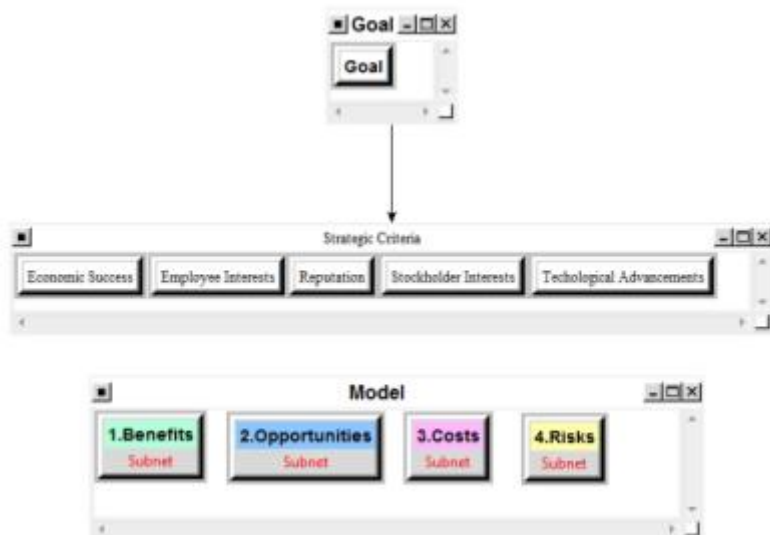 Goal
Goal
Strategic Criteria
Economic Success Employee Interests Reputation Stockholder Interests Techological Advancements
Model
1.Benefits 2.Opportunities 3.Costs 4.Risks
Subnet Subnet Subnet Subnet